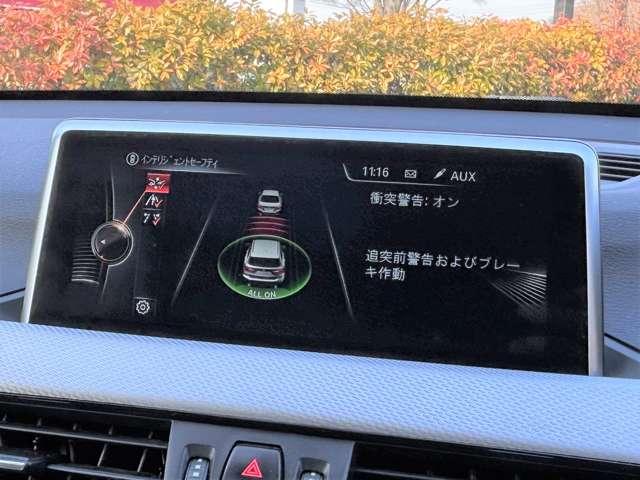 インテリジェントセーフティ
11:16 AUX
衝突警告: オン
追突前警告およびブレー
キ作動
ALL ON